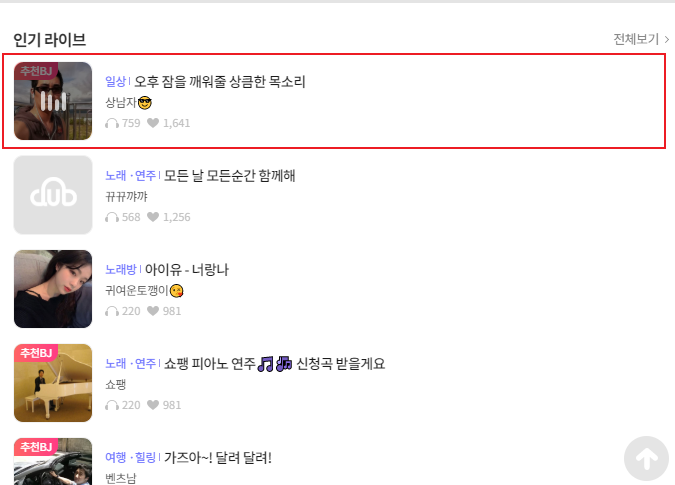 인기 라이브
전체보기 >
추천BJ
일상 | 오후 잠을 깨워줄 상큼한 목소리
상남자😎
759 1,641
dub
노래 · 연주 | 모든 날 모든순간 함께해
뀨뀨꺄꺄
568 1,256
노래방 | 아이유 - 너랑나
귀여운토깽이😘
220 981
추천BJ
노래 · 연주 | 쇼팽 피아노 연주🎵🎶 신청곡 받을게요
쇼팽
220 981
추천BJ
여행 · 힐링 | 가즈아~! 달려 달려!
벤츠남